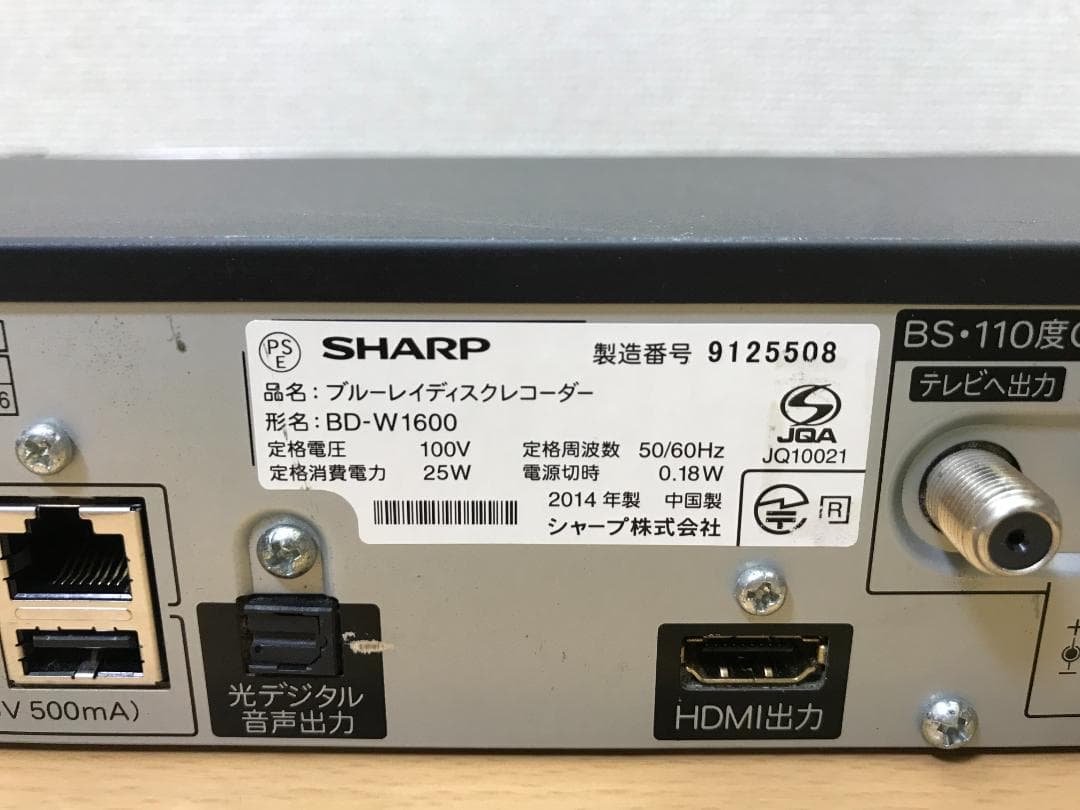 PS
E
SHARP
製造番号 9125508
品名：ブルーレイディスクレコーダー
形名：BD-W1600
定格電圧 100V 定格周波数 50/60Hz
定格消費電力 25W 電源切時 0.18W
2014 年製 中国製
シャープ株式会社
JQA
JQ10021
R
BS・110度
テレビへ出力
6
V 500mA)
光デジタル
音声出力
HDMI出力
+
-